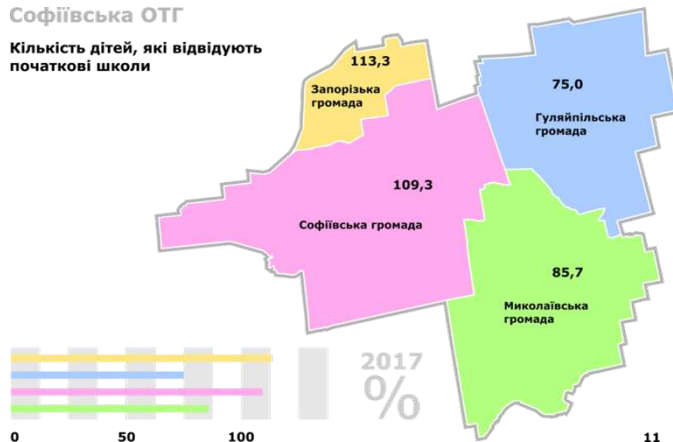 Софіївська ОТГ
Кількість дітей, які відвідують
початкові школи
113,3
Запорізька
громада
75,0
Гуляйпільська
громада
109,3
Софіївська громада
85,7
Миколаївська
громада
2017
%
0 50 100
11